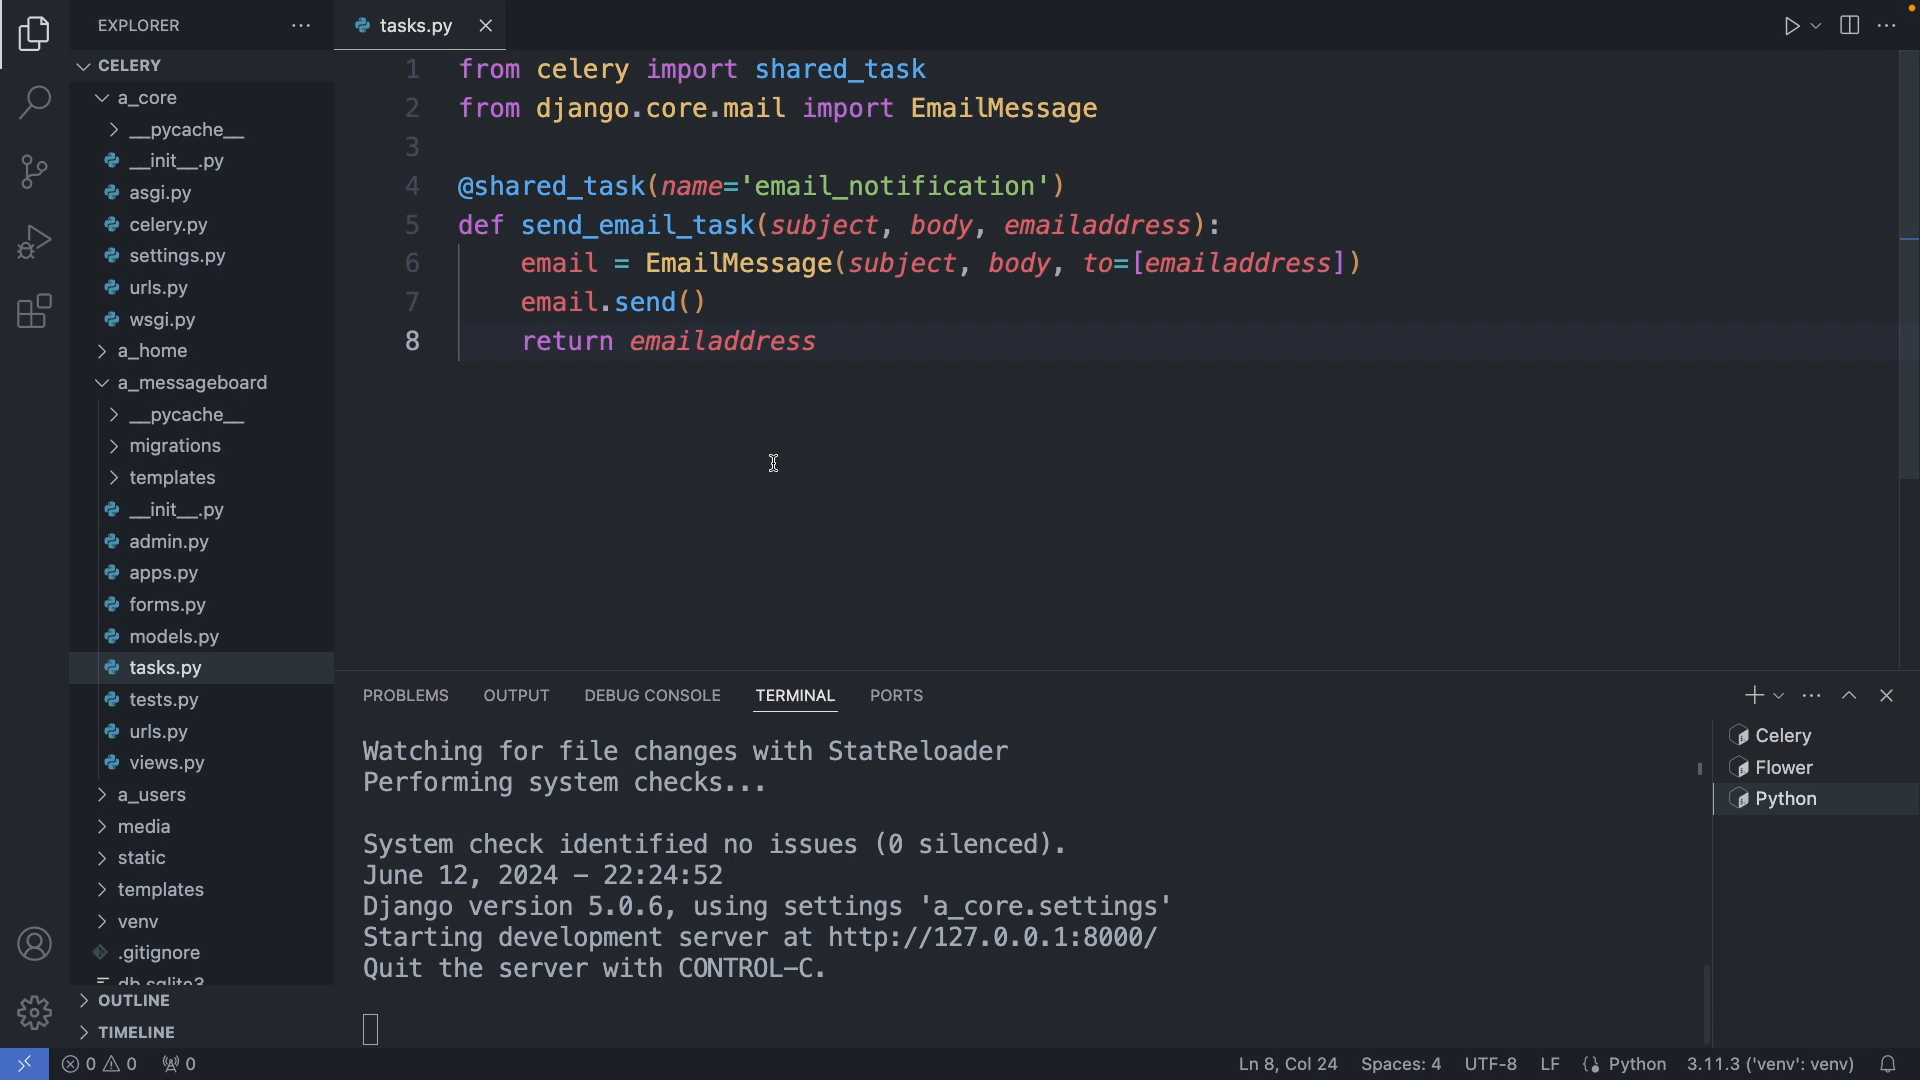 EXPLORER
CELERY
a_core
__pycache__
__init__.py
asgi.py
celery.py
settings.py
urls.py
wsgi.py
a_home
a_messageboard
__pycache__
migrations
templates
__init__.py
admin.py
apps.py
forms.py
models.py
tasks.py
tests.py
urls.py
views.py
a_users
media
static
templates
venv
.gitignore
db.sqlite3
OUTLINE
TIMELINE
tasks.py
1 from celery import shared_task
2 from django.core.mail import EmailMessage
3
4 @shared_task(name='email_notification')
5 def send_email_task(subject, body, emailaddress):
6 email = EmailMessage(subject, body, to=[emailaddress])
7 email.send()
8 return emailaddress
PROBLEMS OUTPUT DEBUG CONSOLE TERMINAL PORTS
Watching for file changes with StatReloader
Performing system checks...
System check identified no issues (0 silenced).
June 12, 2024 – 22:24:52
Django version 5.0.6, using settings 'a_core.settings'
Starting development server at http://127.0.0.1:8000/
Quit the server with CONTROL–C.
Celery
Flower
Python
0 0 0 Ln 8, Col 24 Spaces: 4 UTF-8 LF Python 3.11.3 ('venv': venv)